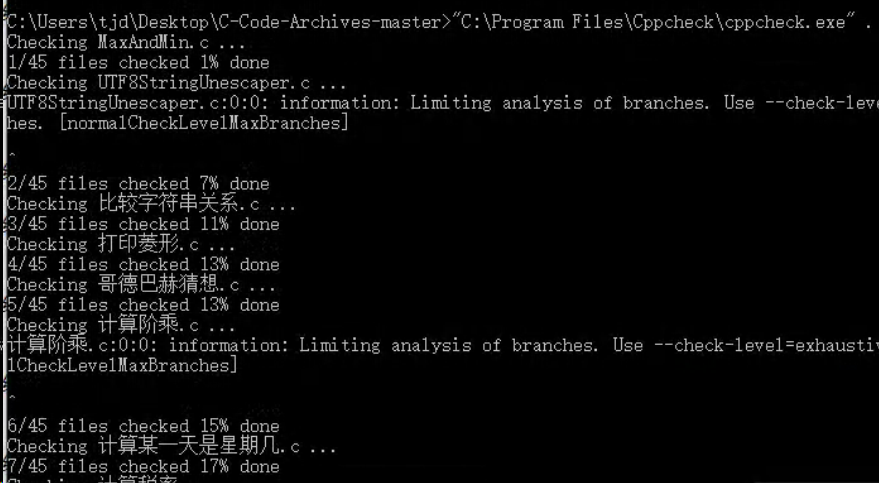 C:\Users\tjd\Desktop\C-Code-Archives-master>"C:\Program Files\Cppcheck\cppcheck.exe" .
Checking MaxAndMin.c ...
1/45 files checked 1% done
Checking UTF8StringUnescaper.c ...
UTF8StringUnescaper.c:0:0: information: Limiting analysis of branches. Use --check-leve
hes. [normalCheckLevelMaxBranches]
^
2/45 files checked 7% done
Checking 比较字符串关系.c ...
3/45 files checked 11% done
Checking 打印菱形.c ...
4/45 files checked 13% done
Checking 哥德巴赫猜想.c ...
5/45 files checked 13% done
Checking 计算阶乘.c ...
计算阶乘.c:0:0: information: Limiting analysis of branches. Use --check-level=exhausti
lCheckLevelMaxBranches]
^
6/45 files checked 15% done
Checking 计算某一天是星期几.c ...
7/45 files checked 17% done
Checking 计算税率